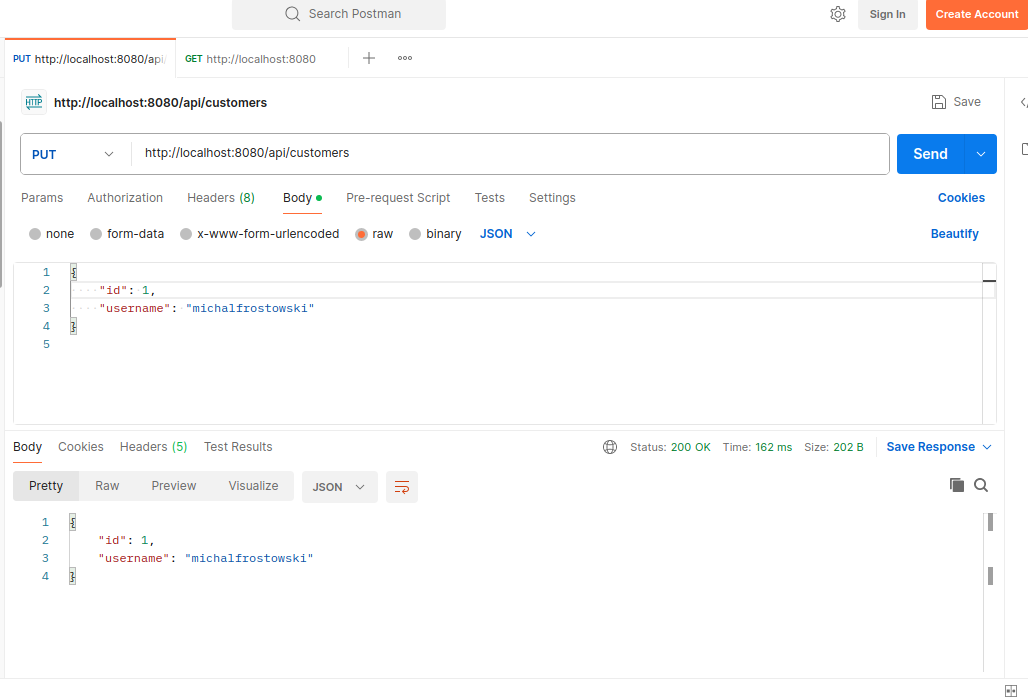 Search Postman
Sign In
Create Account
PUT http://localhost:8080/api/
GET http://localhost:8080
HTTP http://localhost:8080/api/customers
Save
PUT http://localhost:8080/api/customers
Send
Params Authorization Headers (8) Body Pre-request Script Tests Settings Cookies
none form-data x-www-form-urlencoded raw binary JSON Beautify
1 {
2 "id": 1,
3 "username": "michalfrostowski"
4 }
5
Body Cookies Headers (5) Test Results Status: 200 OK Time: 162 ms Size: 202 B Save Response
Pretty Raw Preview Visualize JSON
1 {
2 "id": 1,
3 "username": "michalfrostowski"
4 }